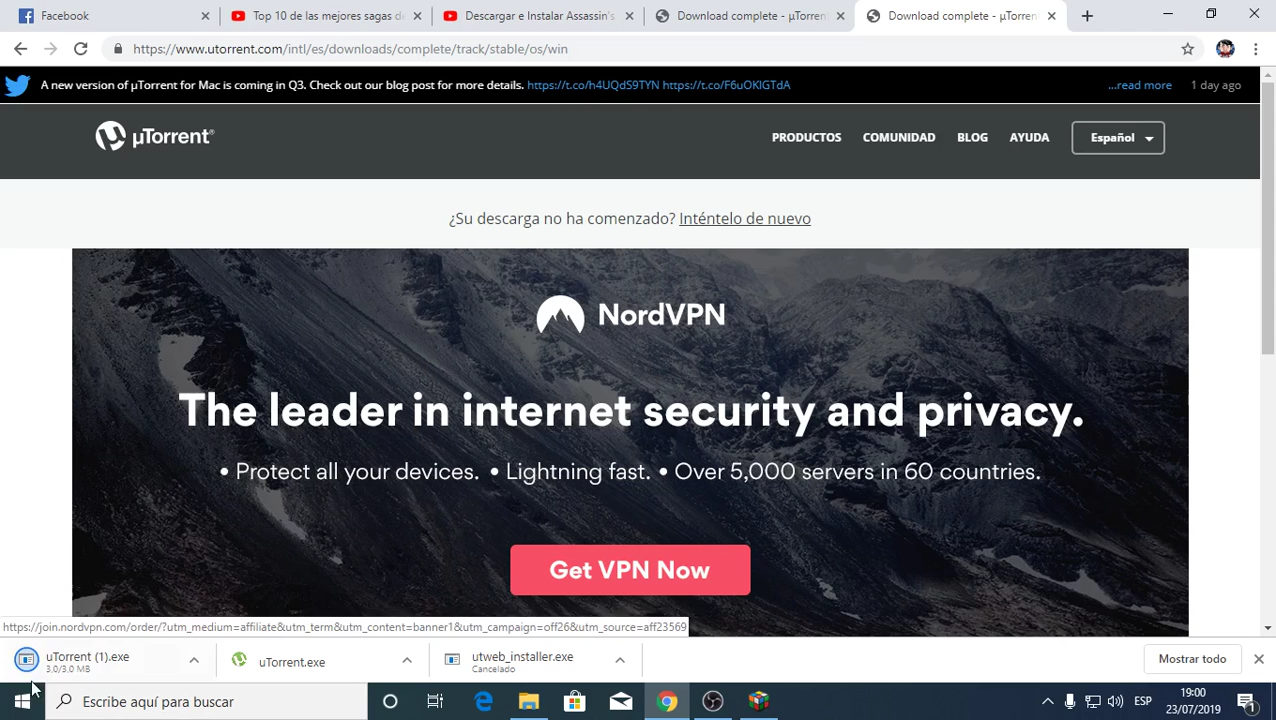 Facebook
Top 10 de las mejores sagas d
Descargar e Instalar Assassin's
Download complete - µTorren
Download complete - µTorren
https://www.utorrent.com/intl/es/downloads/complete/track/stable/os/win
A new version of µTorrent for Mac is coming in Q3. Check out our blog post for more details. https://t.co/h4UQdS9TYN https://t.co/F6uOKlGTdA
...read more
1 day ago
µTorrent®
PRODUCTOS
COMUNIDAD
BLOG
AYUDA
Español
¿Su descarga no ha comenzado? Inténtelo de nuevo
NordVPN
The leader in internet security and privacy.
• Protect all your devices. • Lightning fast. • Over 5,000 servers in 60 countries.
Get VPN Now
https://join.nordvpn.com/order/?utm_medium=affiliate&utm_term&utm_content=banner1&utm_campaign=off26&utm_source=aff23569
uTorrent (1).exe
3.0/3.0 MB
uTorrent.exe
utweb_installer.exe
Cancelado
Mostrar todo
Escribe aquí para buscar
ESP
19:00
23/07/2019
1